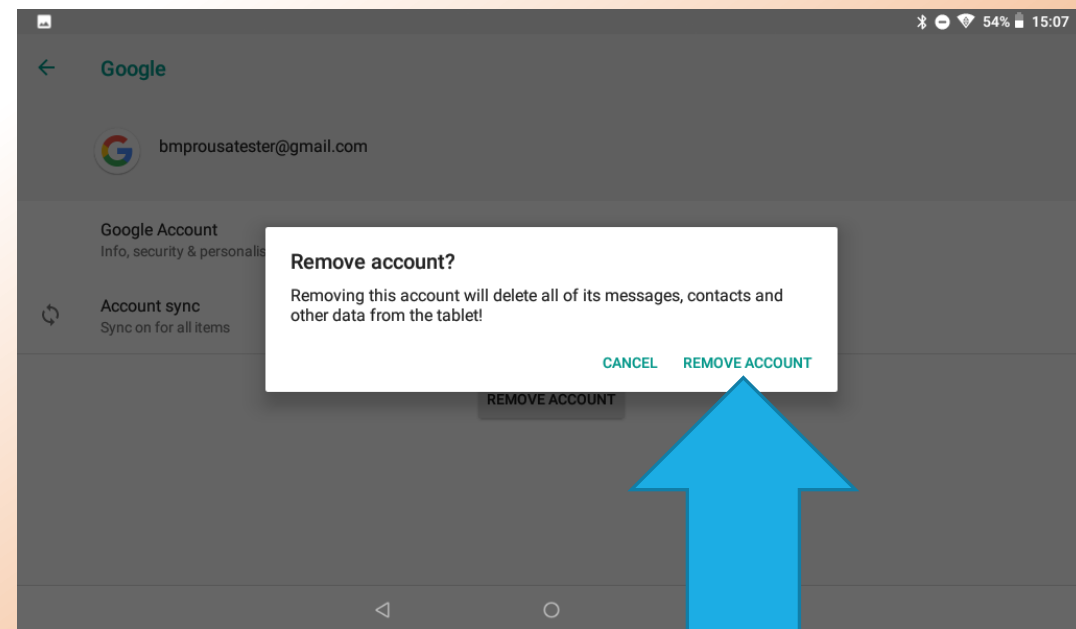 54% 15:07
Google
bmprousatester@gmail.com
Google Account
Info, security & personalis
Account sync
Sync on for all items
Remove account?
Removing this account will delete all of its messages, contacts and
other data from the tablet!
CANCEL REMOVE ACCOUNT
REMOVE ACCOUNT